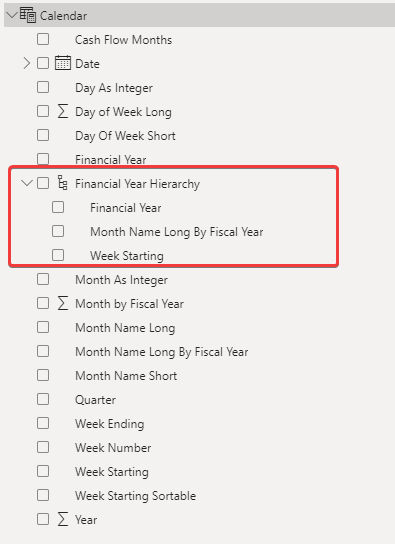 Calendar
Cash Flow Months
Date
Day As Integer
Day of Week Long
Day Of Week Short
Financial Year
Financial Year Hierarchy
Financial Year
Month Name Long By Fiscal Year
Week Starting
Month As Integer
Month by Fiscal Year
Month Name Long
Month Name Long By Fiscal Year
Month Name Short
Quarter
Week Ending
Week Number
Week Starting
Week Starting Sortable
Year